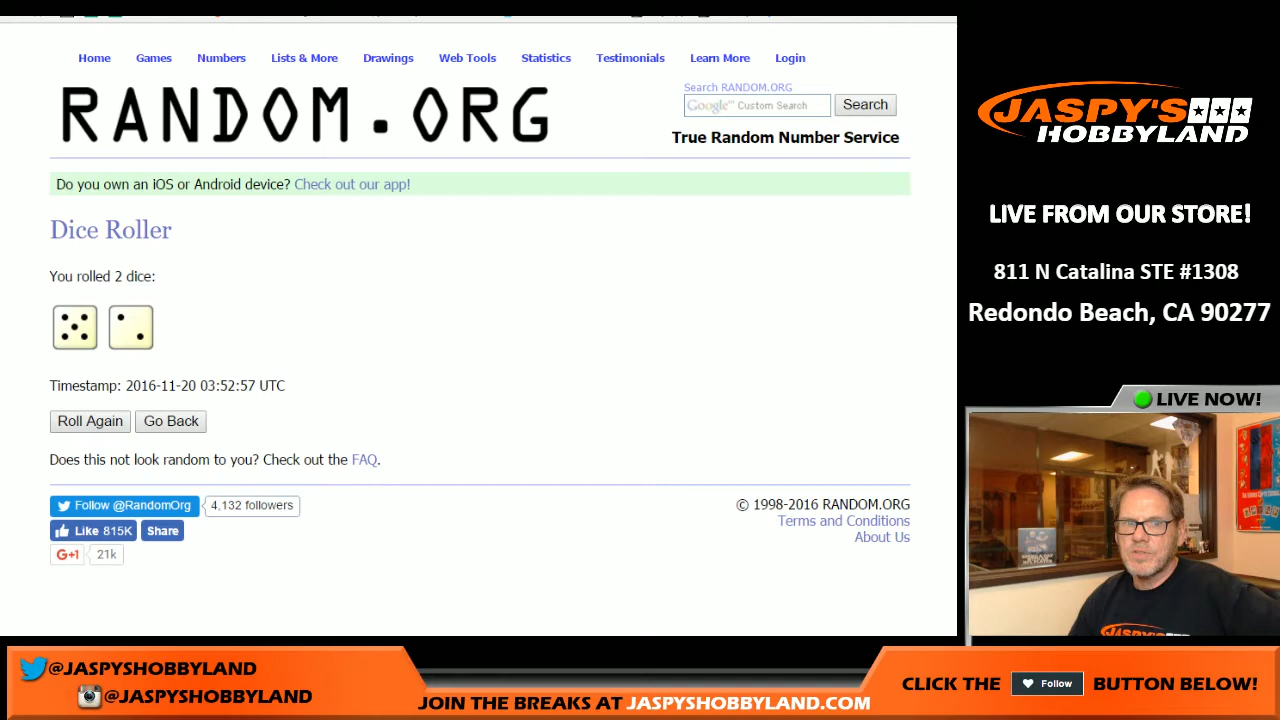 Home Games Numbers Lists & More Drawings Web Tools Statistics Testimonials Learn More Login
RANDOM.ORG
Search RANDOM.ORG
Google™ Custom Search Search
True Random Number Service
Do you own an iOS or Android device? Check out our app!
Dice Roller
You rolled 2 dice:
Timestamp: 2016-11-20 03:52:57 UTC
Roll Again Go Back
Does this not look random to you? Check out the FAQ.
Follow @RandomOrg 4,132 followers
Like 815K Share
G+1 21k
© 1998-2016 RANDOM.ORG
Terms and Conditions
About Us
JASPY'S
HOBBYLAND
LIVE FROM OUR STORE!
811 N Catalina STE #1308
Redondo Beach, CA 90277
LIVE NOW!
JASPY'S
@JASPYSHOBBYLAND
@JASPYSHOBBYLAND
JOIN THE BREAKS AT JASPYSHOBBYLAND.COM
CLICK THE Follow BUTTON BELOW!